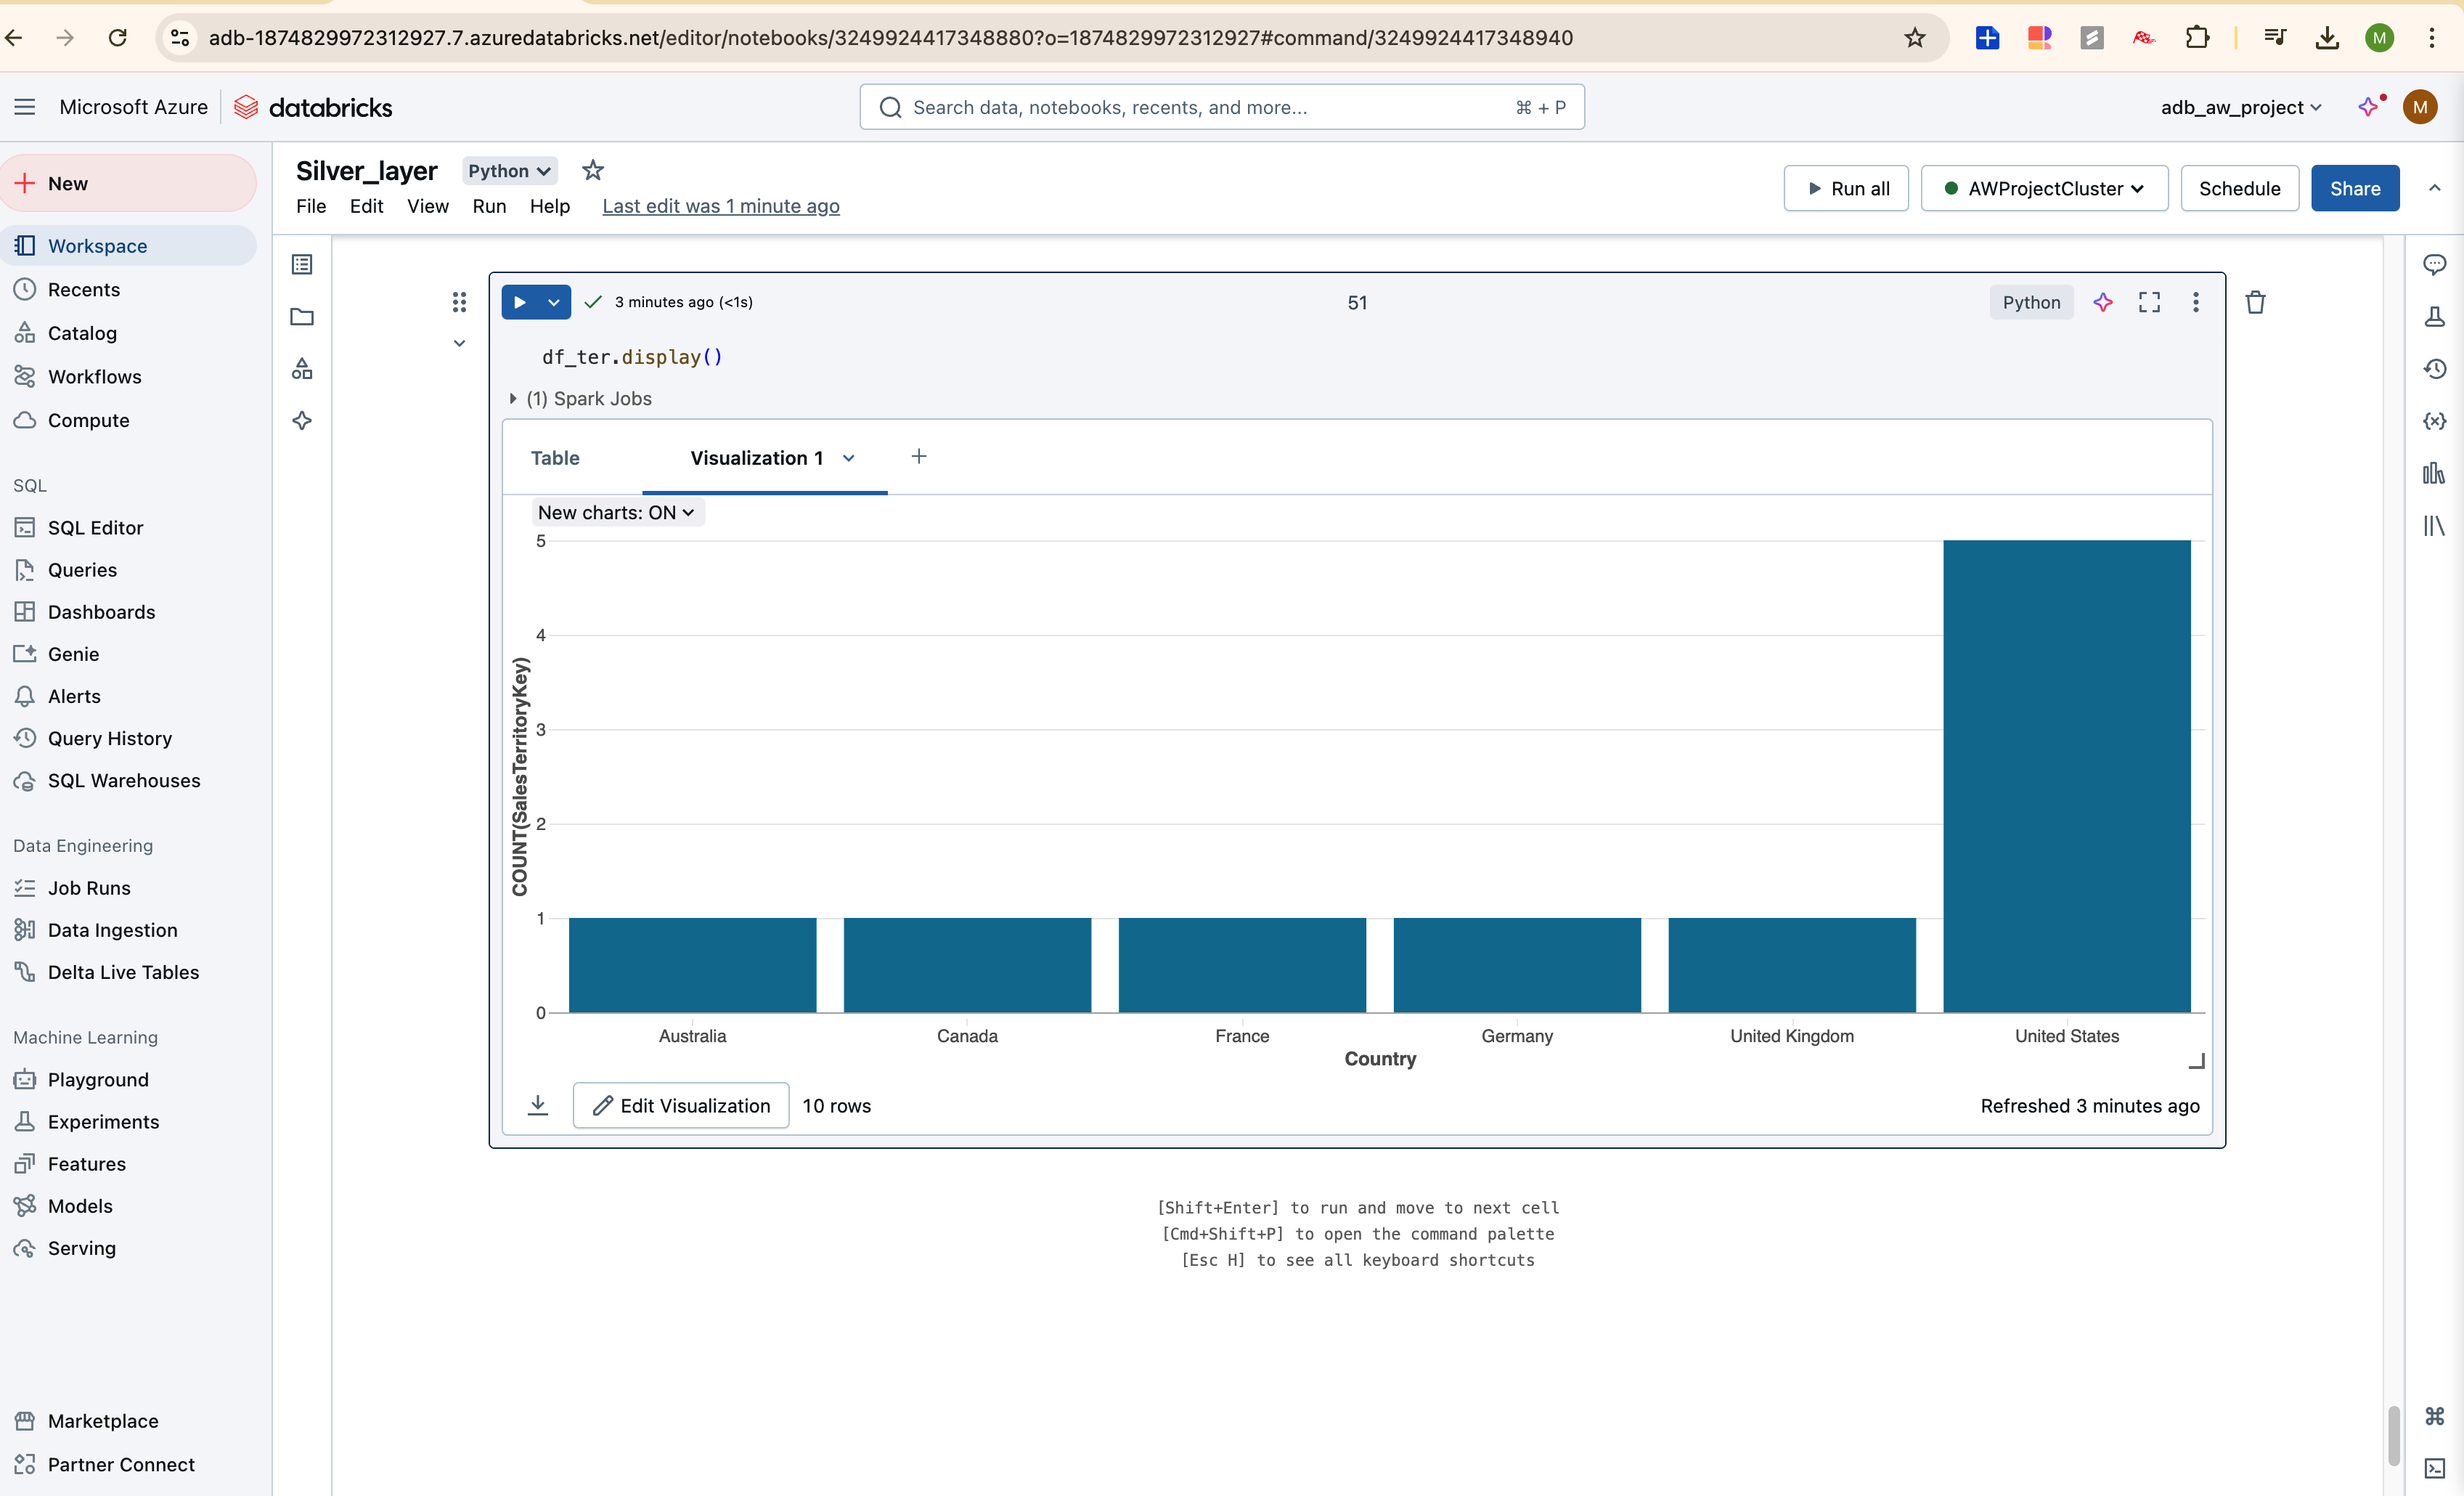 adb-1874829972312927.7.azuredatabricks.net/editor/notebooks/3249924417348880?o=1874829972312927#command/3249924417348940
M
Microsoft Azure
databricks
Search data, notebooks, recents, and more...
⌘ + P
adb_aw_project
M
New
Workspace
Recents
Catalog
Workflows
Compute
SQL
SQL Editor
Queries
Dashboards
Genie
Alerts
Query History
SQL Warehouses
Data Engineering
Job Runs
Data Ingestion
Delta Live Tables
Machine Learning
Playground
Experiments
Features
Models
Serving
Marketplace
Partner Connect
Silver_layer
Python
File
Edit
View
Run
Help
Last edit was 1 minute ago
Run all
AWProjectCluster
Schedule
Share
3 minutes ago (<1s)
51
Python
df_ter.display()
(1) Spark Jobs
Table
Visualization 1
+
New charts: ON
5
4
3
2
1
0
COUNT(SalesTerritoryKey)
Australia
Canada
France
Germany
United Kingdom
United States
Country
Edit Visualization
10 rows
Refreshed 3 minutes ago
[Shift+Enter] to run and move to next cell
[Cmd+Shift+P] to open the command palette
[Esc H] to see all keyboard shortcuts